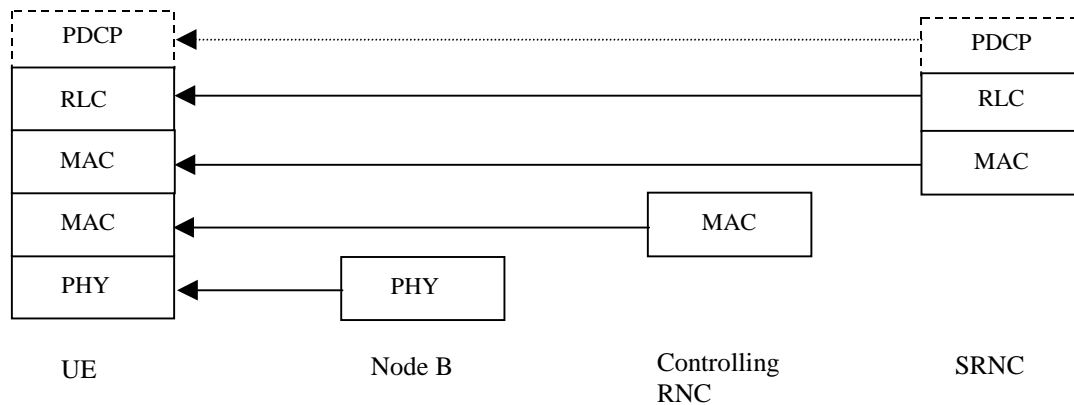 PDCP
PDCP
RLC
RLC
MAC
MAC
MAC
MAC
PHY
PHY
UE
Node B
Controlling
RNC
SRNC